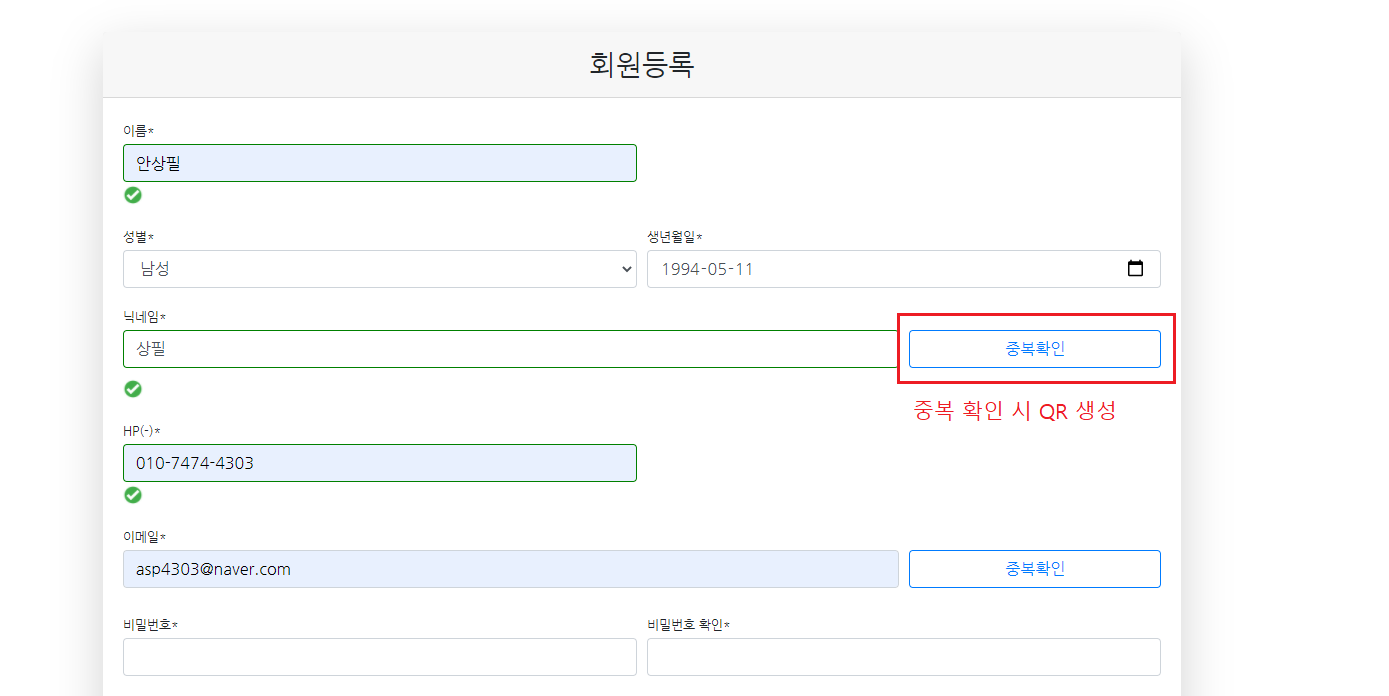 회원등록
이름*
안상필
성별* 생년월일*
남성 1994-05-11
닉네임*
상필 중복확인
중복 확인 시 QR 생성
HP(-)*
010-7474-4303
이메일*
asp4303@naver.com 중복확인
비밀번호* 비밀번호 확인*